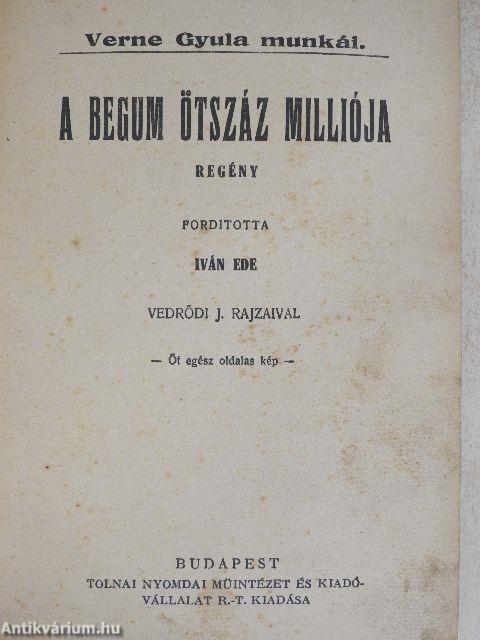 Verne Gyula munkái.
A BEGUM ÖTSZÁZ MILLIÓJA
REGÉNY
FORDITOTTA
IVÁN EDE
VEDRŐDI J. RAJZAIVAL
— Öt egész oldalas kép —
BUDAPEST
TOLNAI NYOMDAI MÜINTÉZET ÉS KIADÓ-
VÁLLALAT R.-T. KIADÁSA
Antikvárium.hu